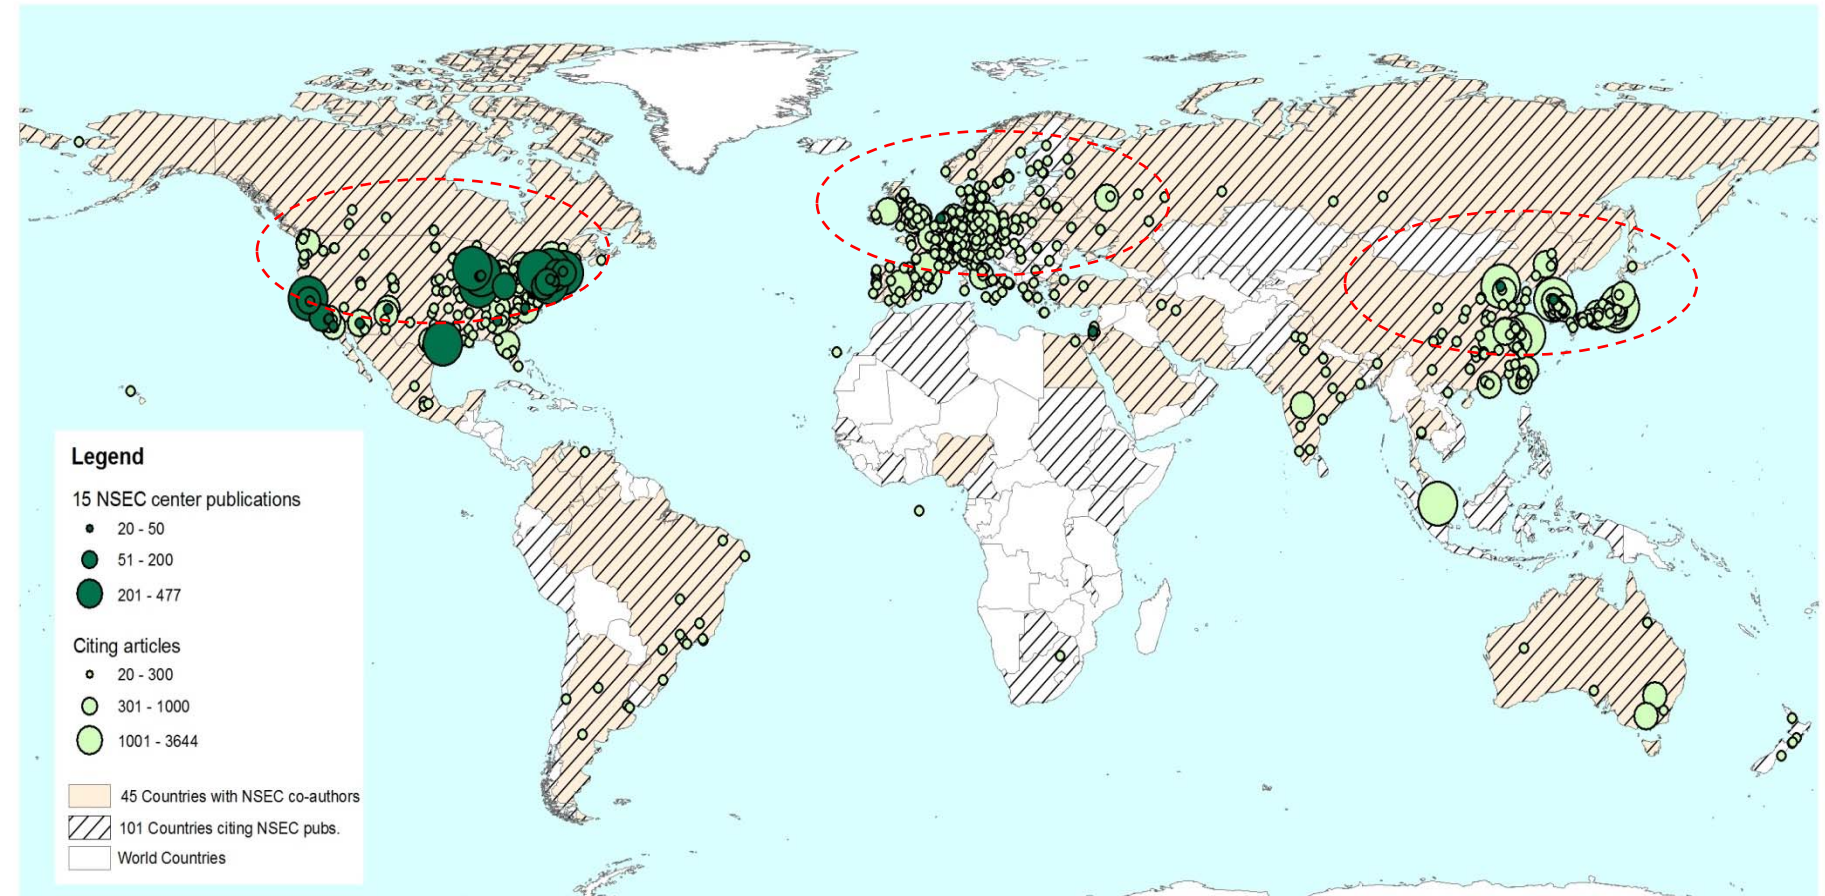 Legend
15 NSEC center publications
20 - 50
51 - 200
201 - 477
Citing articles
20 - 300
301 - 1000
1001 - 3644
45 Countries with NSEC co-authors
101 Countries citing NSEC pubs.
World Countries